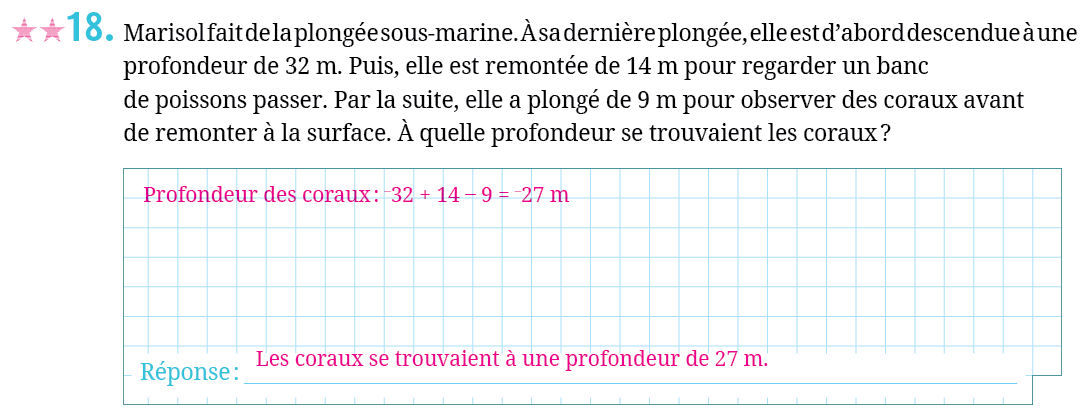 ★★18. Marisol fait de la plongée sous-marine. À sa dernière plongée, elle est d’abord descendue à une
profondeur de 32 m. Puis, elle est remontée de 14 m pour regarder un banc
de poissons passer. Par la suite, elle a plongé de 9 m pour observer des coraux avant
de remonter à la surface. À quelle profondeur se trouvaient les coraux ?
Profondeur des coraux : ⁻32 + 14 – 9 = ⁻27 m
Les coraux se trouvaient à une profondeur de 27 m.
Réponse :